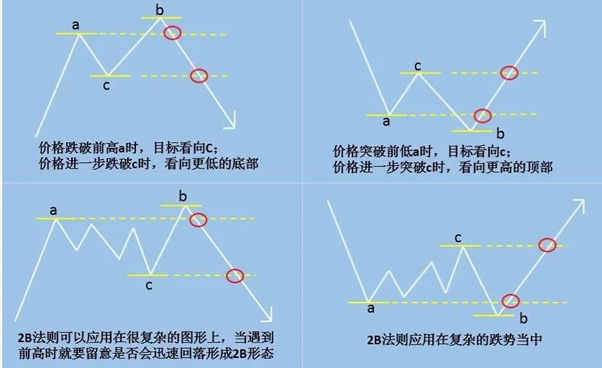 a
b
c
价格跌破前高a时，目标看向C；
价格进一步跌破c时，看向更低的底部
a
c
b
价格突破前低a时，目标看向c；
价格进一步突破c时，看向更高的顶部
a
b
c
2B法则可以应用在很复杂的图形上，当遇到
前高时就要留意是否会迅速回落形成2B形态
a
c
b
2B法则应用在复杂的跌势当中